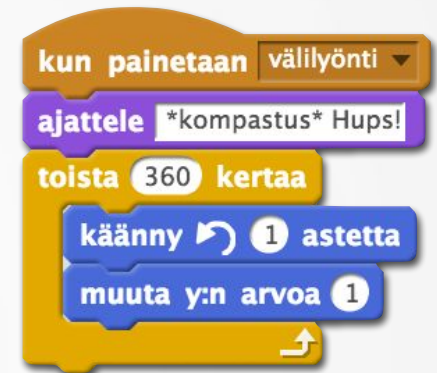 kun painetaan välilyönti
ajattele *kompastus* Hups!
toista 360 kertaa
käänny 1 astetta
muuta y:n arvoa 1